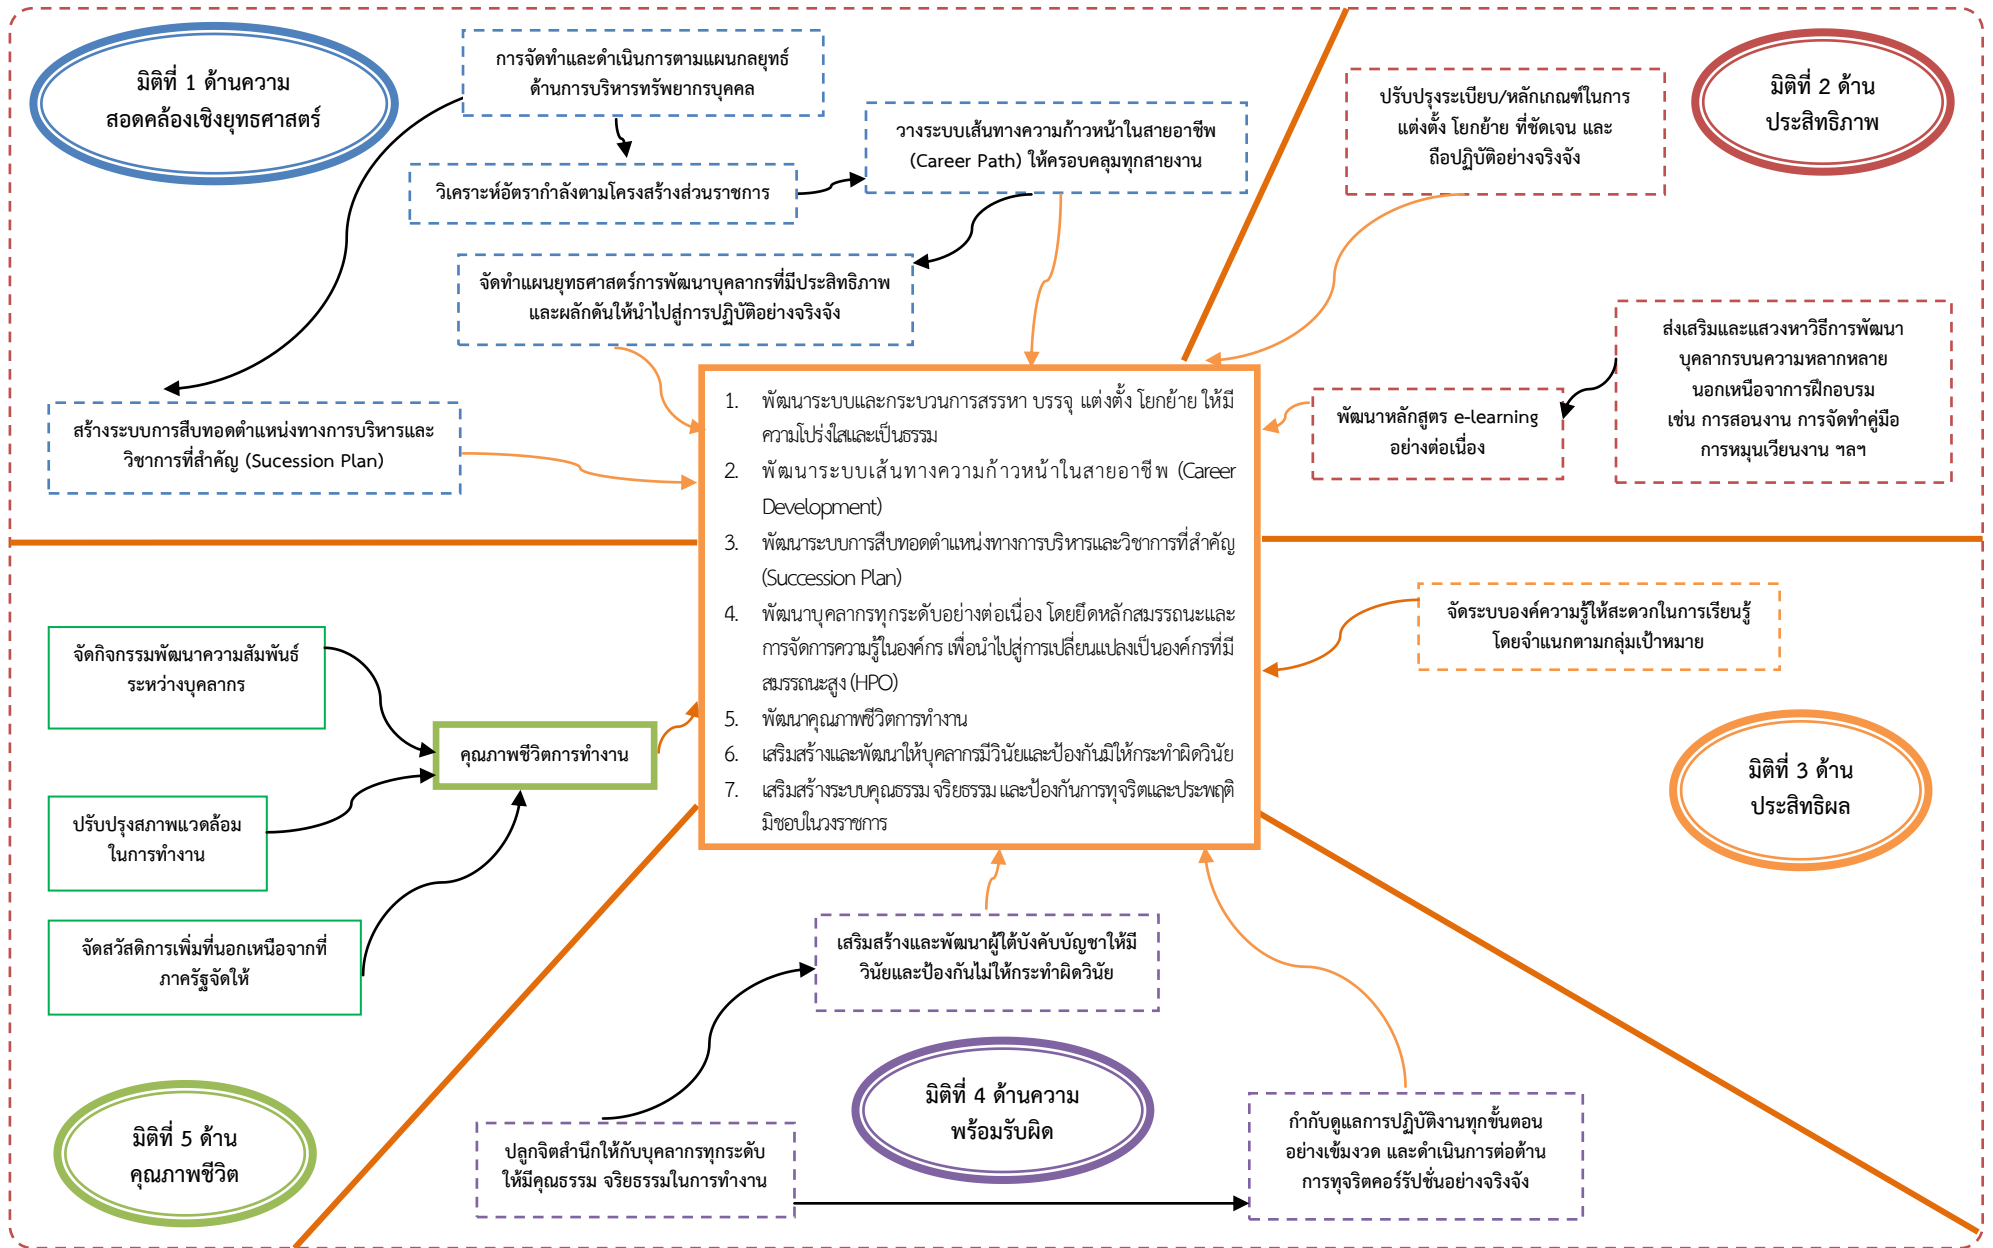 มิติที่ 1 ด้านความ
สอดคล้องเชิงยุทธศาสตร์
การจัดทำและดำเนินการตามแผนกลยุทธ์
ด้านการบริหารทรัพยากรบุคคล
วิเคราะห์อัตรากำลังตามโครงสร้างส่วนราชการ
วางระบบเส้นทางความก้าวหน้าในสายอาชีพ
(Career Path) ให้ครอบคลุมทุกสายงาน
จัดทำแผนยุทธศาสตร์การพัฒนาบุคลากรที่มีประสิทธิภาพ
และผลักดันให้นำไปสู่การปฏิบัติอย่างจริงจัง
สร้างระบบการสืบทอดตำแหน่งทางการบริหารและ
วิชาการที่สำคัญ (Sucession Plan)
มิติที่ 2 ด้าน
ประสิทธิภาพ
ปรับปรุงระเบียบ/หลักเกณฑ์ในการ
แต่งตั้ง โยกย้าย ที่ชัดเจน และ
ถือปฏิบัติอย่างจริงจัง
ส่งเสริมและแสวงหาวิธีการพัฒนา
บุคลากรบนความหลากหลาย
นอกเหนือจาการฝึกอบรม
เช่น การสอนงาน การจัดทำคู่มือ
การหมุนเวียนงาน ฯลฯ
พัฒนาหลักสูตร e-learning
อย่างต่อเนื่อง
1. พัฒนาระบบและกระบวนการสรรหา บรรจุ แต่งตั้ง โยกย้าย ให้มี
ความโปร่งใสและเป็นธรรม
2. พัฒนาระบบเส้นทางความก้าวหน้าในสายอาชีพ (Career
Development)
3. พัฒนาระบบการสืบทอดตำแหน่งทางการบริหารและวิชาการที่สำคัญ
(Succession Plan)
4. พัฒนาบุคลากรทุกระดับอย่างต่อเนื่อง โดยยึดหลักสมรรถนะและ
การจัดการความรู้ในองค์กร เพื่อนำไปสู่การเปลี่ยนแปลงเป็นองค์กรที่มี
สมรรถนะสูง (HPO)
5. พัฒนาคุณภาพชีวิตการทำงาน
6. เสริมสร้างและพัฒนาให้บุคลากรมีวินัยและป้องกันมิให้กระทำผิดวินัย
7. เสริมสร้างระบบคุณธรรม จริยธรรม และป้องกันการทุจริตและประพฤติ
มิชอบในวงราชการ
จัดระบบองค์ความรู้ให้สะดวกในการเรียนรู้
โดยจำแนกตามกลุ่มเป้าหมาย
มิติที่ 3 ด้าน
ประสิทธิผล
จัดกิจกรรมพัฒนาความสัมพันธ์
ระหว่างบุคลากร
คุณภาพชีวิตการทำงาน
ปรับปรุงสภาพแวดล้อม
ในการทำงาน
จัดสวัสดิการเพิ่มที่นอกเหนือจากที่
ภาครัฐจัดให้
มิติที่ 5 ด้าน
คุณภาพชีวิต
เสริมสร้างและพัฒนาผู้ใต้บังคับบัญชาให้มี
วินัยและป้องกันไม่ให้กระทำผิดวินัย
มิติที่ 4 ด้านความ
พร้อมรับผิด
ปลูกจิตสำนึกให้กับบุคลากรทุกระดับ
ให้มีคุณธรรม จริยธรรมในการทำงาน
กำกับดูแลการปฏิบัติงานทุกขั้นตอน
อย่างเข้มงวด และดำเนินการต่อต้าน
การทุจริตคอร์รัปชั่นอย่างจริงจัง